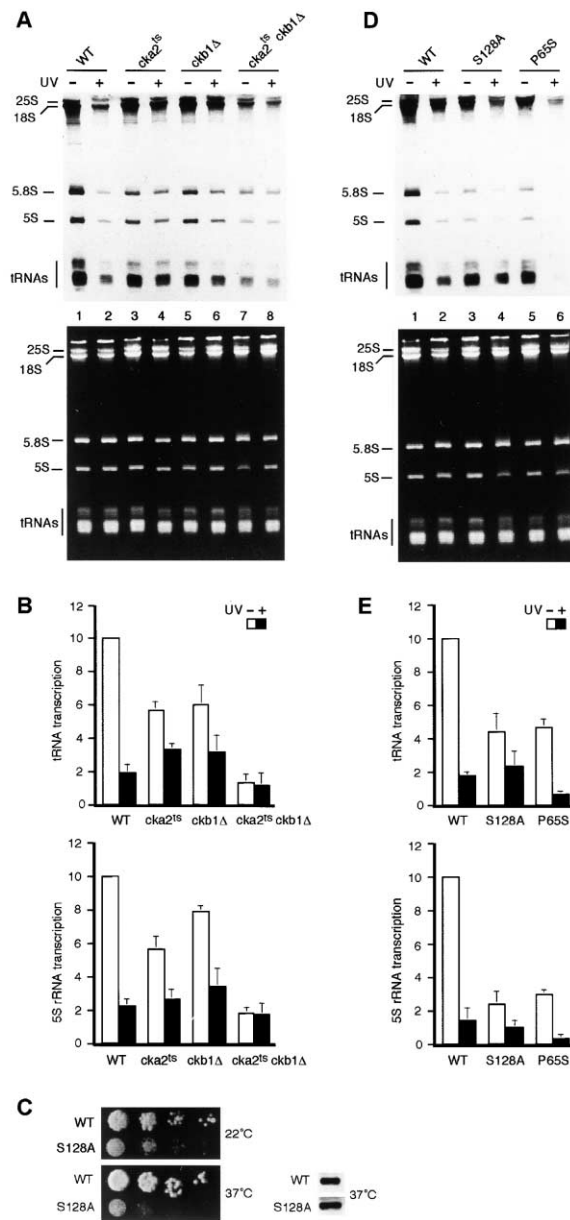 A
WT cka2ts ckb1Δ cka2ts ckb1Δ
UV − + − + − + − +
25S
18S
5.8S
5S
tRNAs
1 2 3 4 5 6 7 8
25S
18S
5.8S
5S
tRNAs
B
UV − +
tRNA transcription
10
8
6
4
2
0
WT cka2ts ckb1Δ cka2ts ckb1Δ
5S rRNA transcription
10
8
6
4
2
0
WT cka2ts ckb1Δ cka2ts ckb1Δ
C
WT
S128A
22°C
WT
S128A
37°C
WT
S128A
37°C
D
WT S128A P65S
UV − + − + − +
25S
18S
5.8S
5S
tRNAs
1 2 3 4 5 6
25S
18S
5.8S
5S
tRNAs
E
UV − +
tRNA transcription
10
8
6
4
2
0
WT S128A P65S
5S rRNA transcription
10
8
6
4
2
0
WT S128A P65S